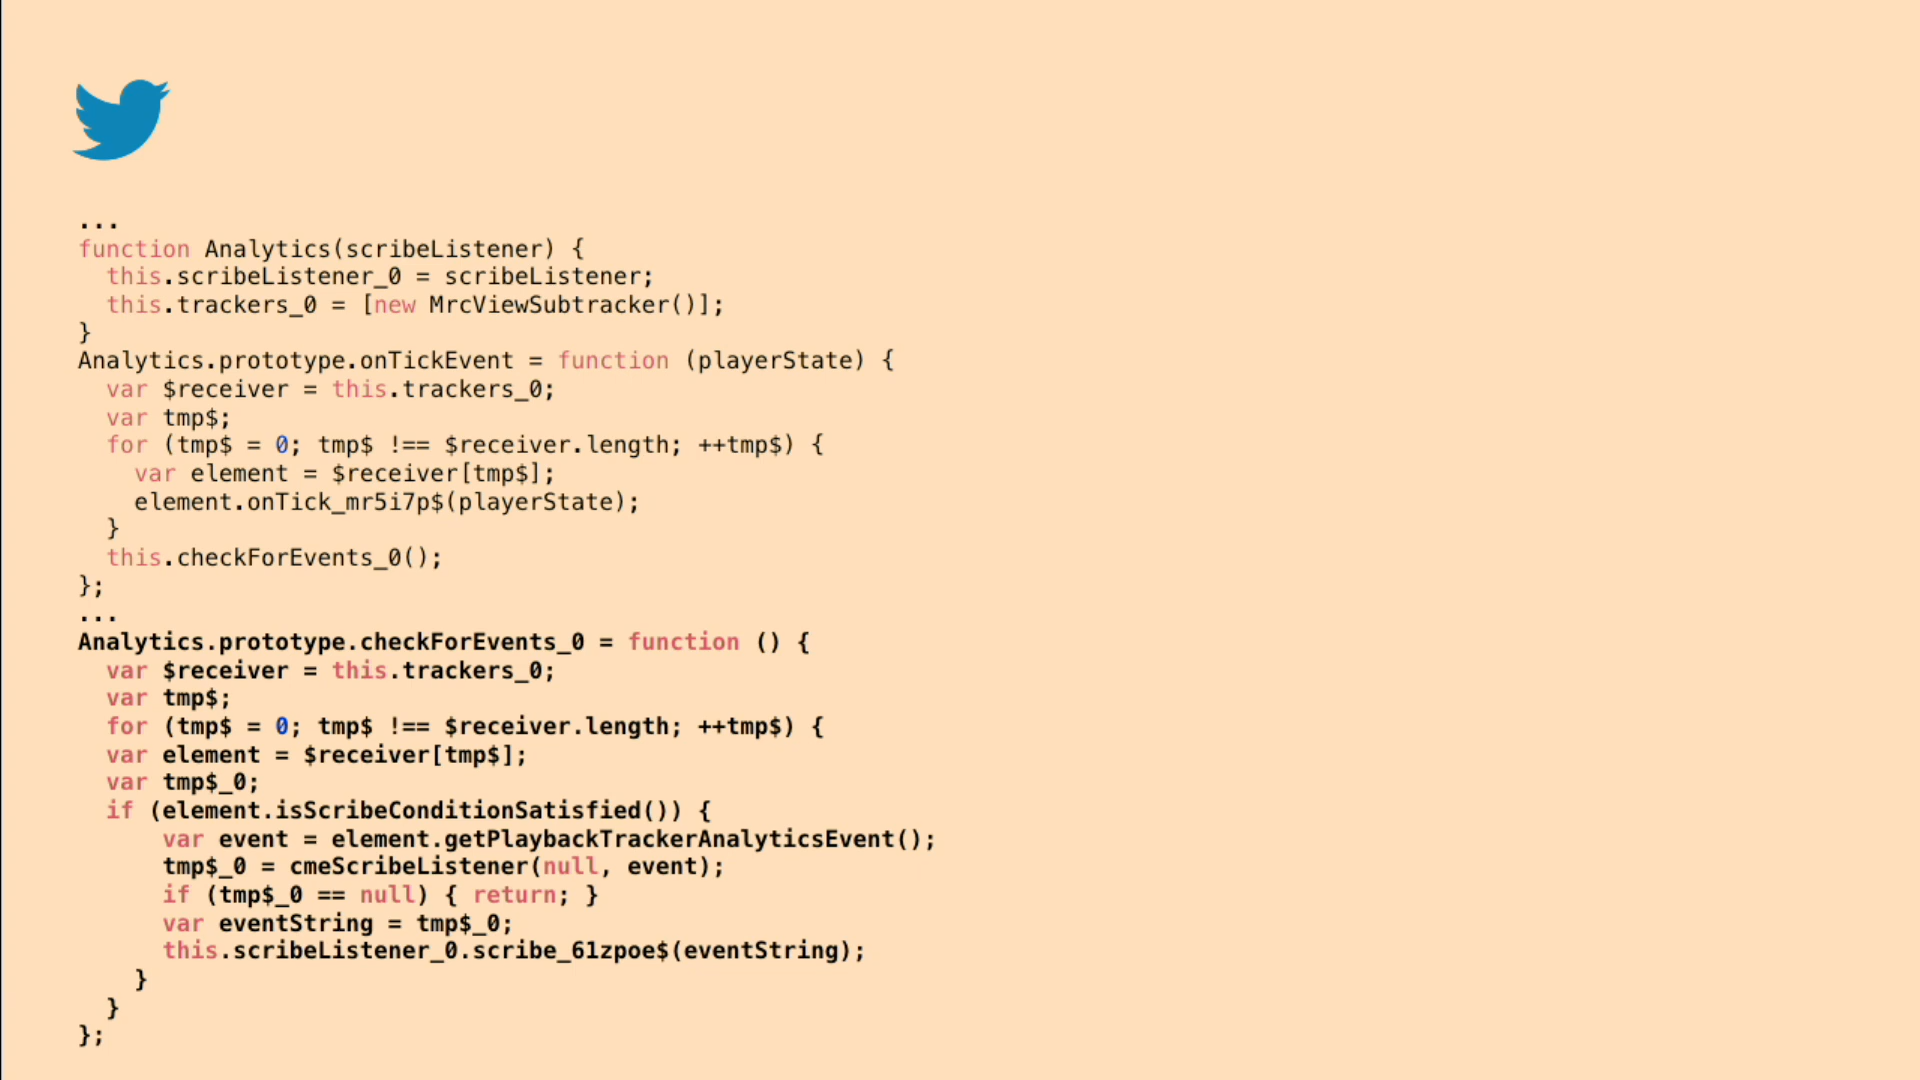 ...
function Analytics(scribeListener) {
  this.scribeListener_0 = scribeListener;
  this.trackers_0 = [new MrcViewSubtracker()];
}
Analytics.prototype.onTickEvent = function (playerState) {
  var $receiver = this.trackers_0;
  var tmp$;
  for (tmp$ = 0; tmp$ !== $receiver.length; ++tmp$) {
    var element = $receiver[tmp$];
    element.onTick_mr5i7p$(playerState);
  }
  this.checkForEvents_0();
};
...
Analytics.prototype.checkForEvents_0 = function () {
  var $receiver = this.trackers_0;
  var tmp$;
  for (tmp$ = 0; tmp$ !== $receiver.length; ++tmp$) {
  var element = $receiver[tmp$];
  var tmp$_0;
  if (element.isScribeConditionSatisfied()) {
      var event = element.getPlaybackTrackerAnalyticsEvent();
      tmp$_0 = cmeScribeListener(null, event);
      if (tmp$_0 == null) { return; }
      var eventString = tmp$_0;
      this.scribeListener_0.scribe_61zpoe$(eventString);
    }
  }
};